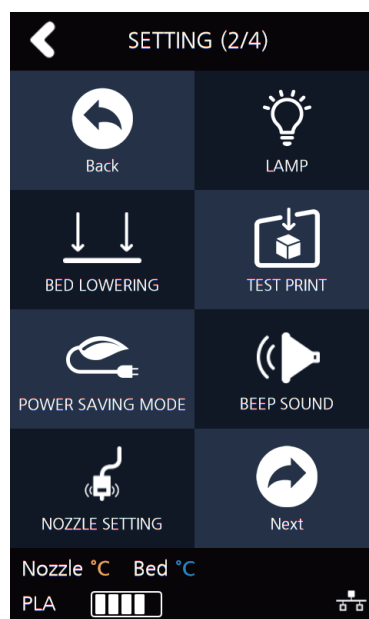 SETTING (2/4)
Back
LAMP
BED LOWERING
TEST PRINT
POWER SAVING MODE
BEEP SOUND
NOZZLE SETTING
Next
Nozzle °C Bed °C
PLA